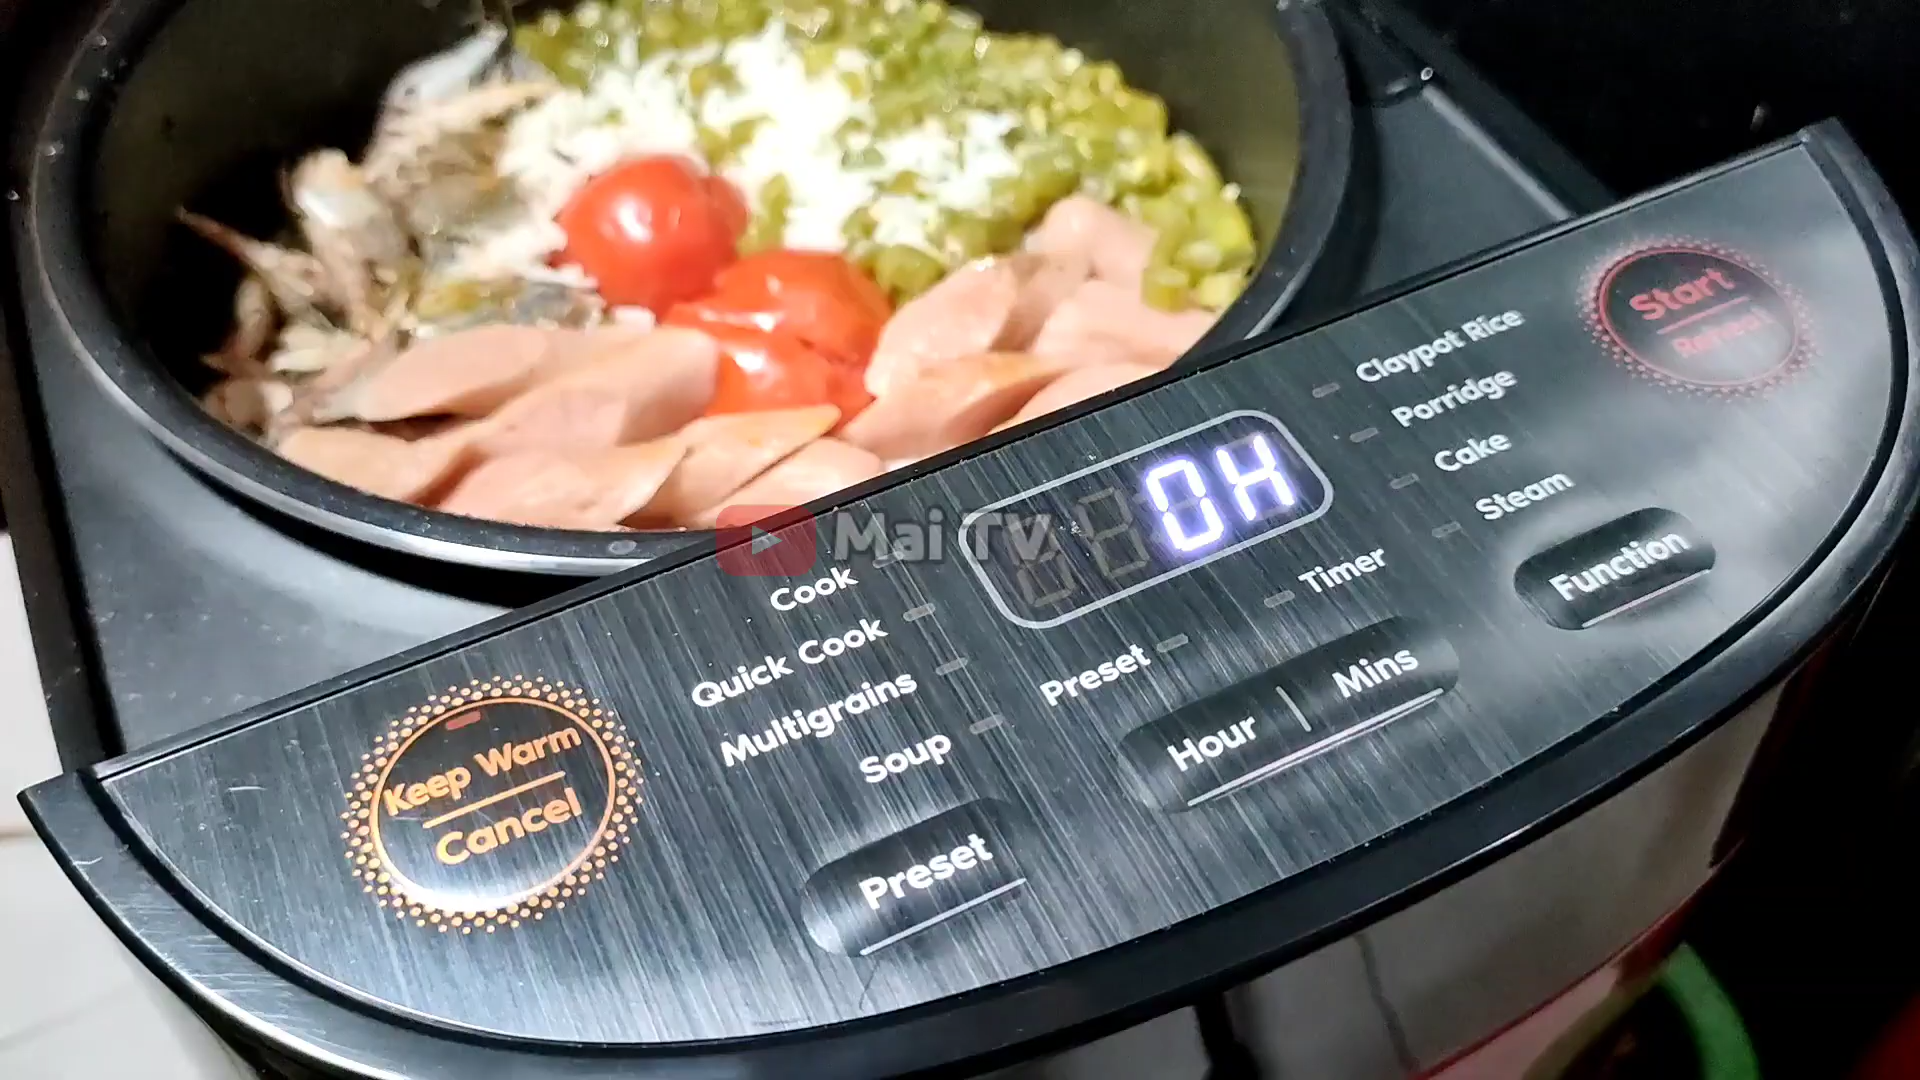 Mai TV
0H
Claypot Rice
Porridge
Cake
Steam
Start
Reheat
Function
Timer
Preset
Hour | Mins
Cook
Quick Cook
Multigrains
Soup
Preset
Keep Warm
Cancel